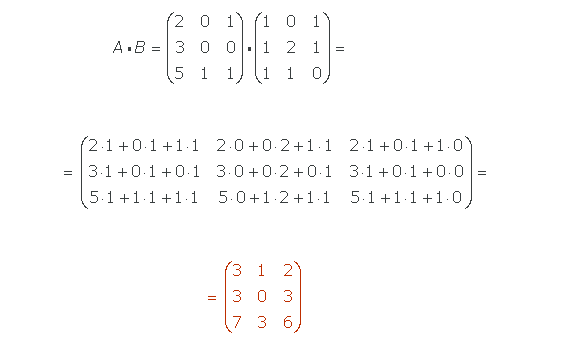 A·B = (2 0 1) · (1 0 1) =
(3 0 0) (1 2 1)
(5 1 1) (1 1 0)
= (2·1+0·1+1·1 2·0+0·2+1·1 2·1+0·1+1·0) =
(3·1+0·1+0·1 3·0+0·2+0·1 3·1+0·1+0·0)
(5·1+1·1+1·1 5·0+1·2+1·1 5·1+1·1+1·0)
= (3 1 2)
(3 0 3)
(7 3 6)